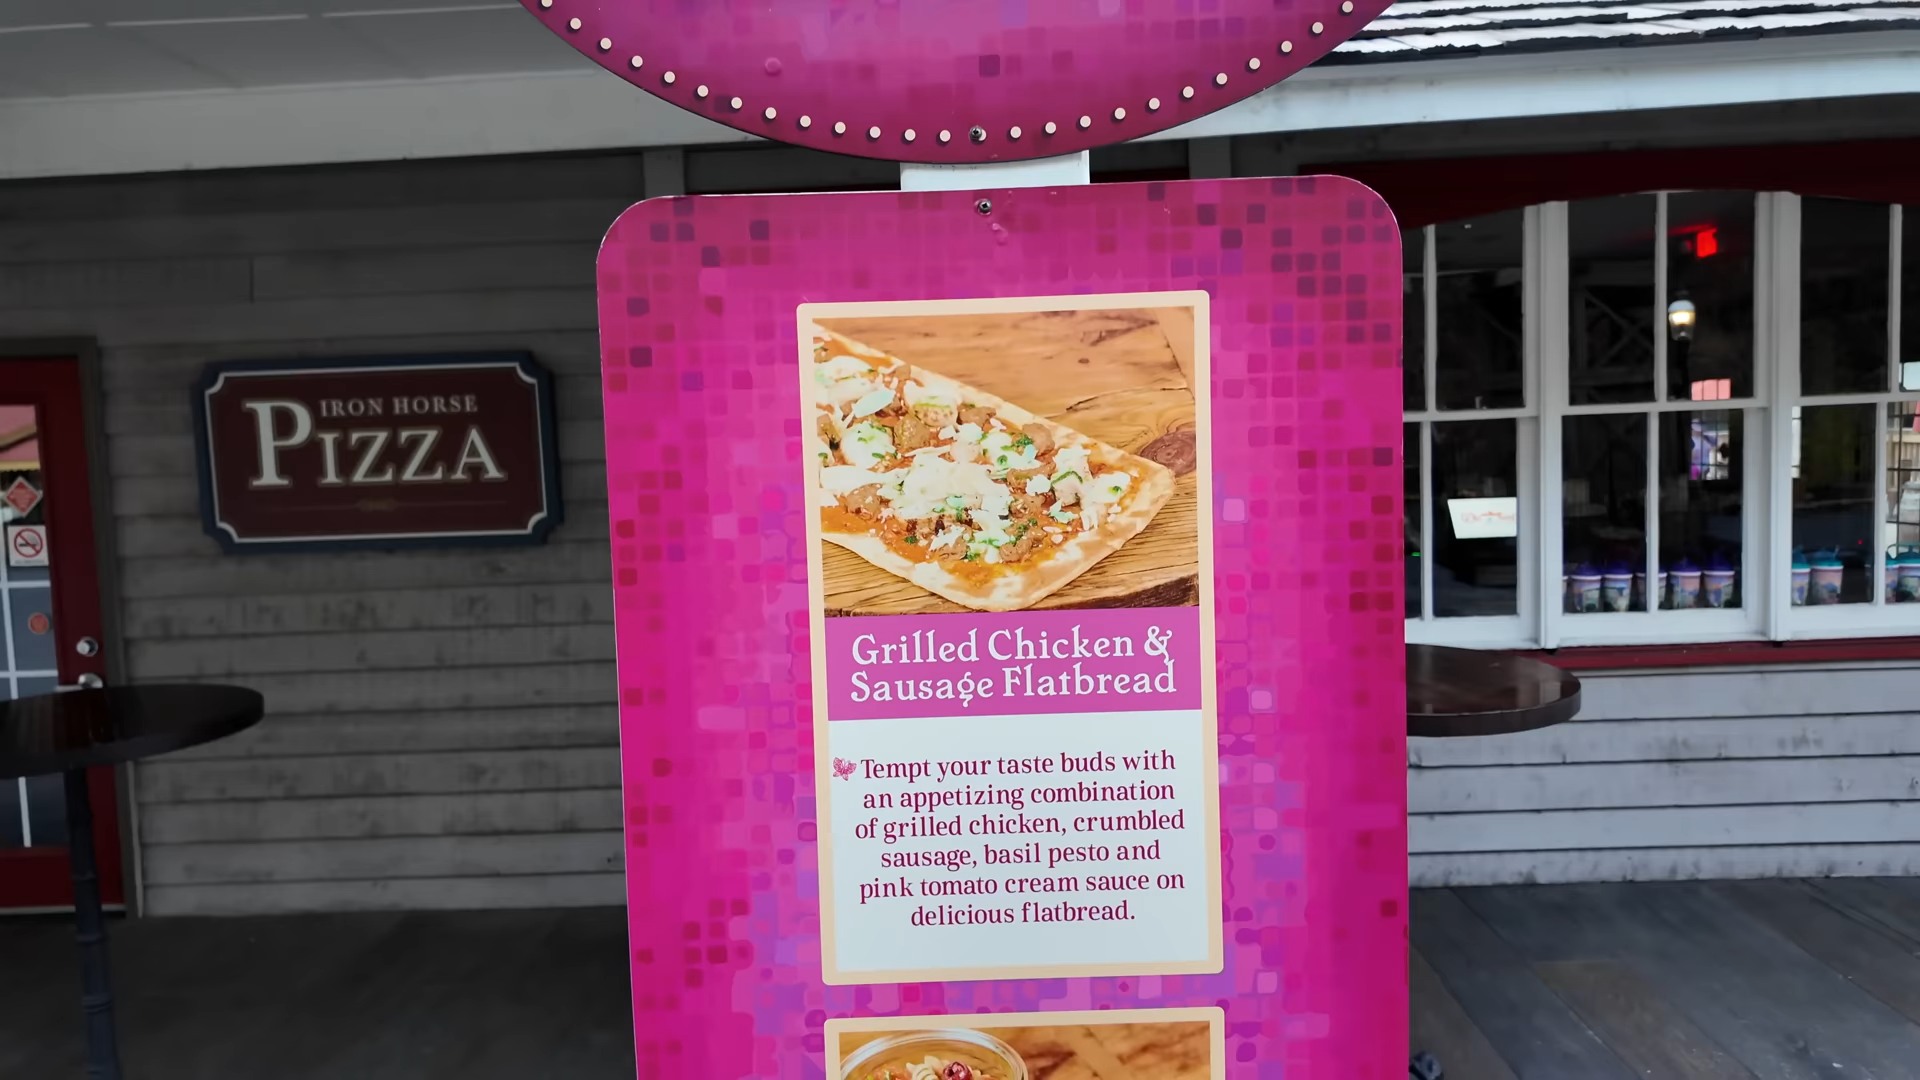 IRON HORSE
PIZZA
Grilled Chicken &
Sausage Flatbread
Tempt your taste buds with
an appetizing combination
of grilled chicken, crumbled
sausage, basil pesto and
pink tomato cream sauce on
delicious flatbread.